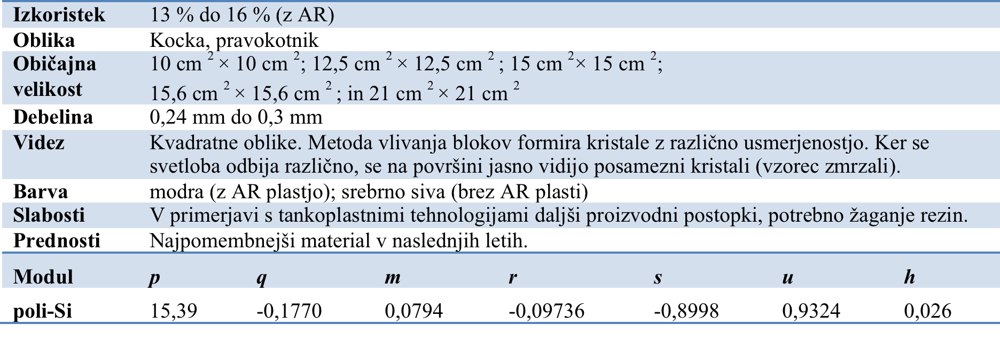 Izkoristek 13 % do 16 % (z AR)
Oblika Kocka, pravokotnik
Običajna 10 cm ² × 10 cm ²; 12,5 cm ² × 12,5 cm ² ; 15 cm ²× 15 cm ²;
velikost 15,6 cm ² × 15,6 cm ² ; in 21 cm ² × 21 cm ²
Debelina 0,24 mm do 0,3 mm
Videz Kvadratne oblike. Metoda vlivanja blokov formira kristale z različno usmerjenostjo. Ker se
svetloba odbija različno, se na površini jasno vidijo posamezni kristali (vzorec zmrzali).
Barva modra (z AR plastjo); srebrno siva (brez AR plasti)
Slabosti V primerjavi s tankoplastnimi tehnologijami daljši proizvodni postopki, potrebno žaganje rezin.
Prednosti Najpomembnejši material v naslednjih letih.
Modul p q m r s u h
poli-Si 15,39 -0,1770 0,0794 -0,09736 -0,8998 0,9324 0,026